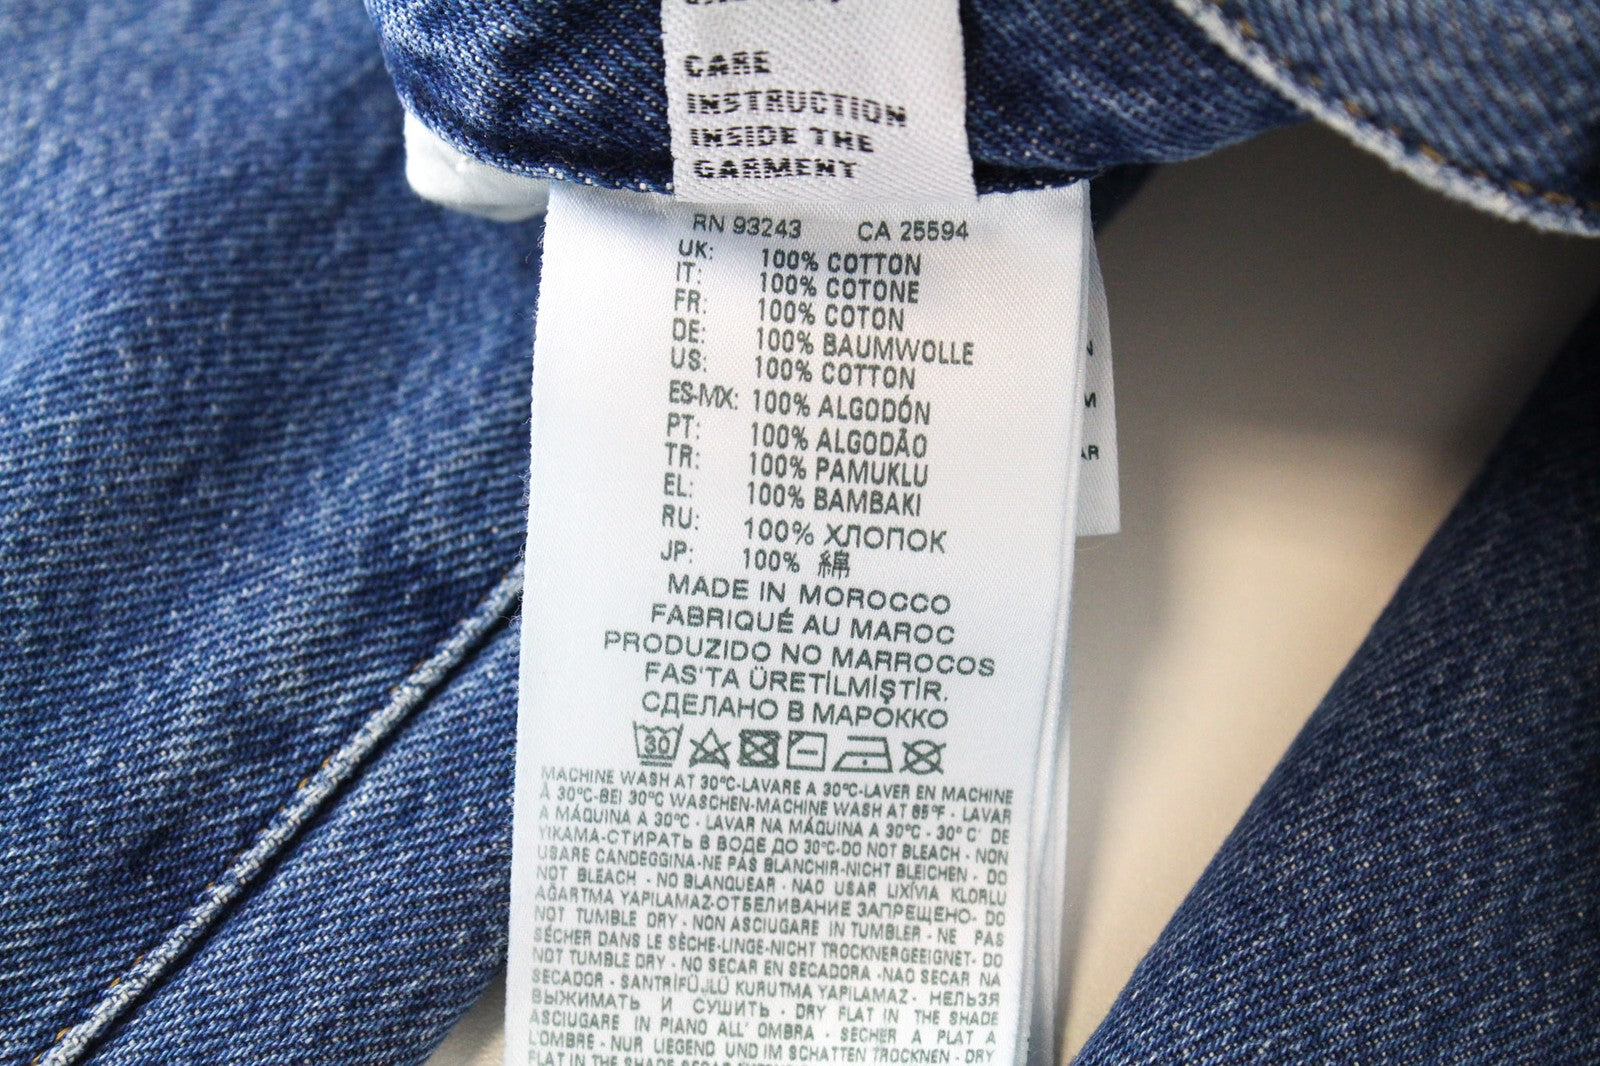 CARE
INSTRUCTION
INSIDE THE
GARMENT
RN 93243 CA 25594
UK: 100% COTTON
IT: 100% COTONE
FR: 100% COTON
DE: 100% BAUMWOLLE
US: 100% COTTON
ES-MX: 100% ALGODÓN
PT: 100% ALGODÃO
TR: 100% PAMUKLU
EL: 100% BAMBAKI
RU: 100% ХЛОПОК
JP: 100% 綿
MADE IN MOROCCO
FABRIQUÉ AU MAROC
PRODUZIDO NO MARROCOS
FAS'TA ÜRETİLMİŞTİR.
СДЕЛАНО В МАРОККО
30
MACHINE WASH AT 30°C-LAVARE A 30°C-LAVER EN MACHINE
À 30°C-BEI 30°C WASCHEN-MACHINE WASH AT 85°F - LAVAR
A MÁQUINA A 30°C - LAVAR NA MÁQUINA A 30°C - 30° C' DE
YIKAMA-СТИРАТЬ В ВОДЕ ДО 30°C-DO NOT BLEACH - NON
USARE CANDEGGINA-NE PAS BLANCHIR-NICHT BLEICHEN - DO
NOT BLEACH - NO BLANQUEAR - NAO USAR LIXÍVIA KLORLU
AĞARTMA YAPILAMAZ-ОТБЕЛИВАНИЕ ЗАПРЕЩЕНО- DO
NOT TUMBLE DRY - NON ASCIUGARE IN TUMBLER - NE PAS
SÉCHER DANS LE SÈCHE-LINGE-NICHT TROCKNERGEEIGNET- DO
NOT TUMBLE DRY - NO SECAR EN SECADORA -NAO SECAR NA
SECADOR - SANTRİFÜJLÜ KURUTMA YAPILAMAZ - НЕЛЬЗЯ
ВЫЖИМАТЬ И СУШИТЬ - DRY FLAT IN THE SHADE
ASCIUGARE IN PIANO ALL' OMBRA - SÉCHER A PLAT A
L'OMBRE - NUR LIEGEND UND IM SCHATTEN TROCKNEN - DRY
FLAT IN THE SHADE
M
AR